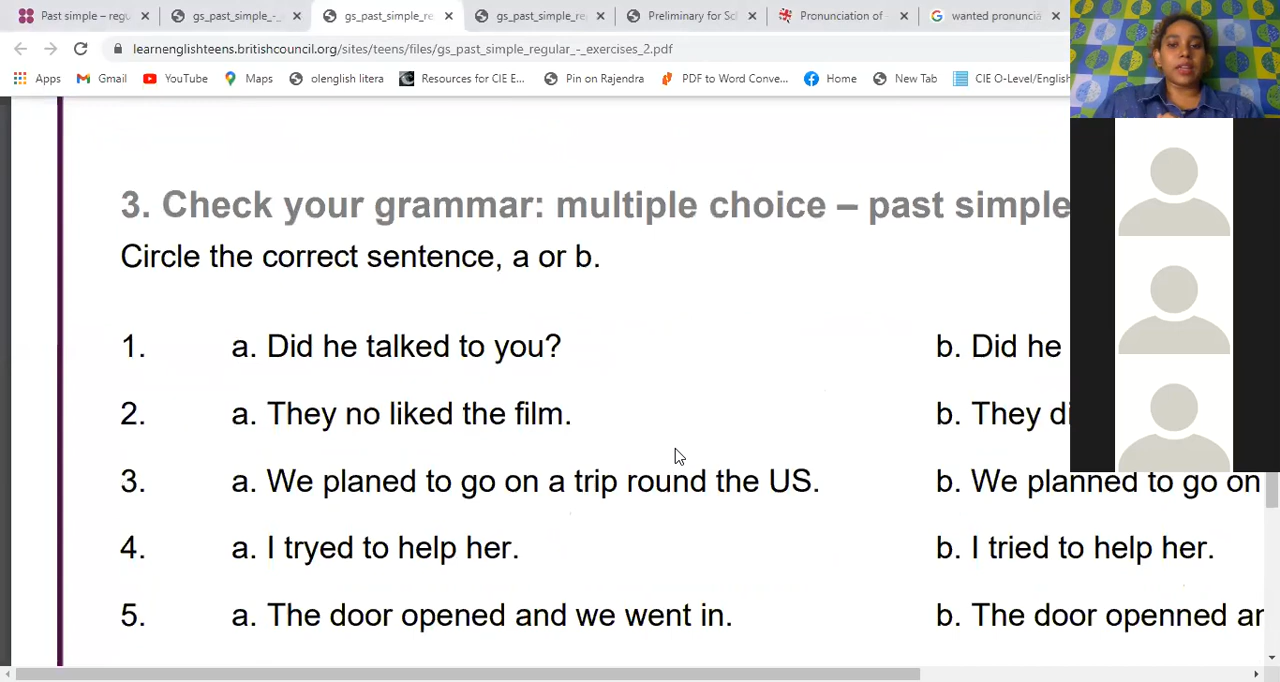 Past simple – regu
gs_past_simple_-_
gs_past_simple_re
gs_past_simple_re
Preliminary for Sc
Pronunciation of
wanted pronuncia
learnenglishteens.britishcouncil.org/sites/teens/files/gs_past_simple_regular_-_exercises_2.pdf
Apps Gmail YouTube Maps olenglish litera Resources for CIE E... Pin on Rajendra PDF to Word Conve... Home New Tab CIE O-Level/English
3. Check your grammar: multiple choice – past simple
Circle the correct sentence, a or b.
1. a. Did he talked to you? b. Did he
2. a. They no liked the film. b. They di
3. a. We planed to go on a trip round the US. b. We planned to go on
4. a. I tryed to help her. b. I tried to help her.
5. a. The door opened and we went in. b. The door openned an